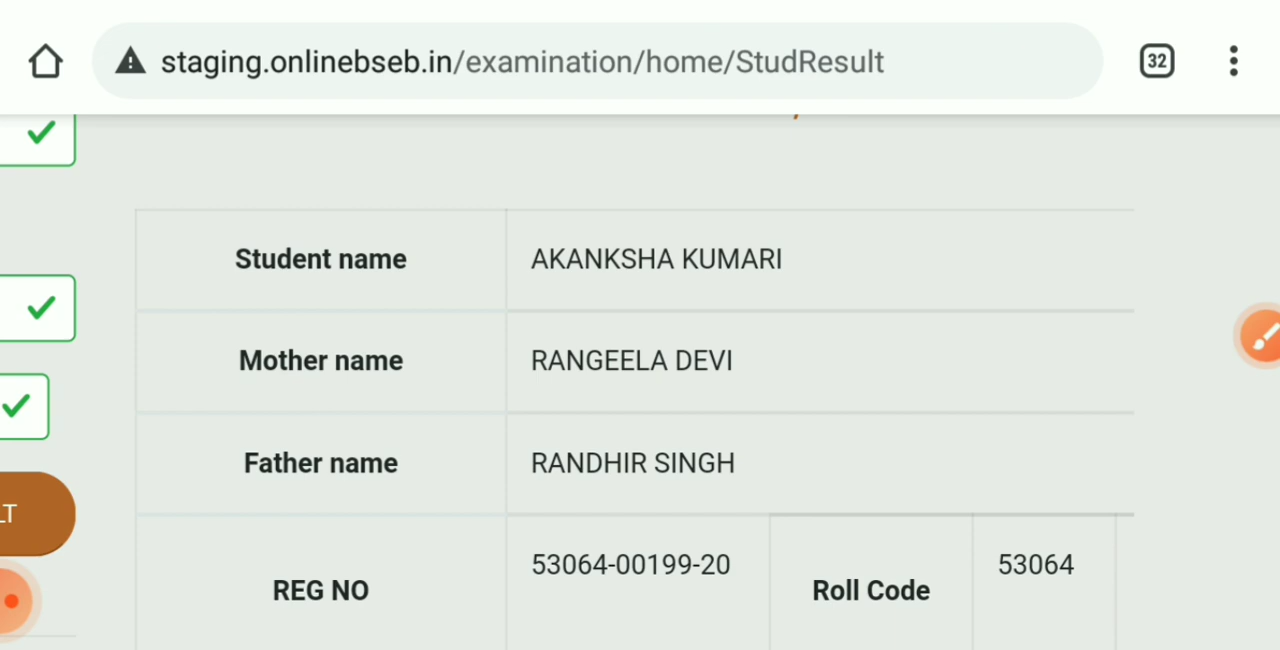 staging.onlinebseb.in/examination/home/StudResult
32
Student name AKANKSHA KUMARI
Mother name RANGEELA DEVI
Father name RANDHIR SINGH
LT
REG NO 53064-00199-20 Roll Code 53064